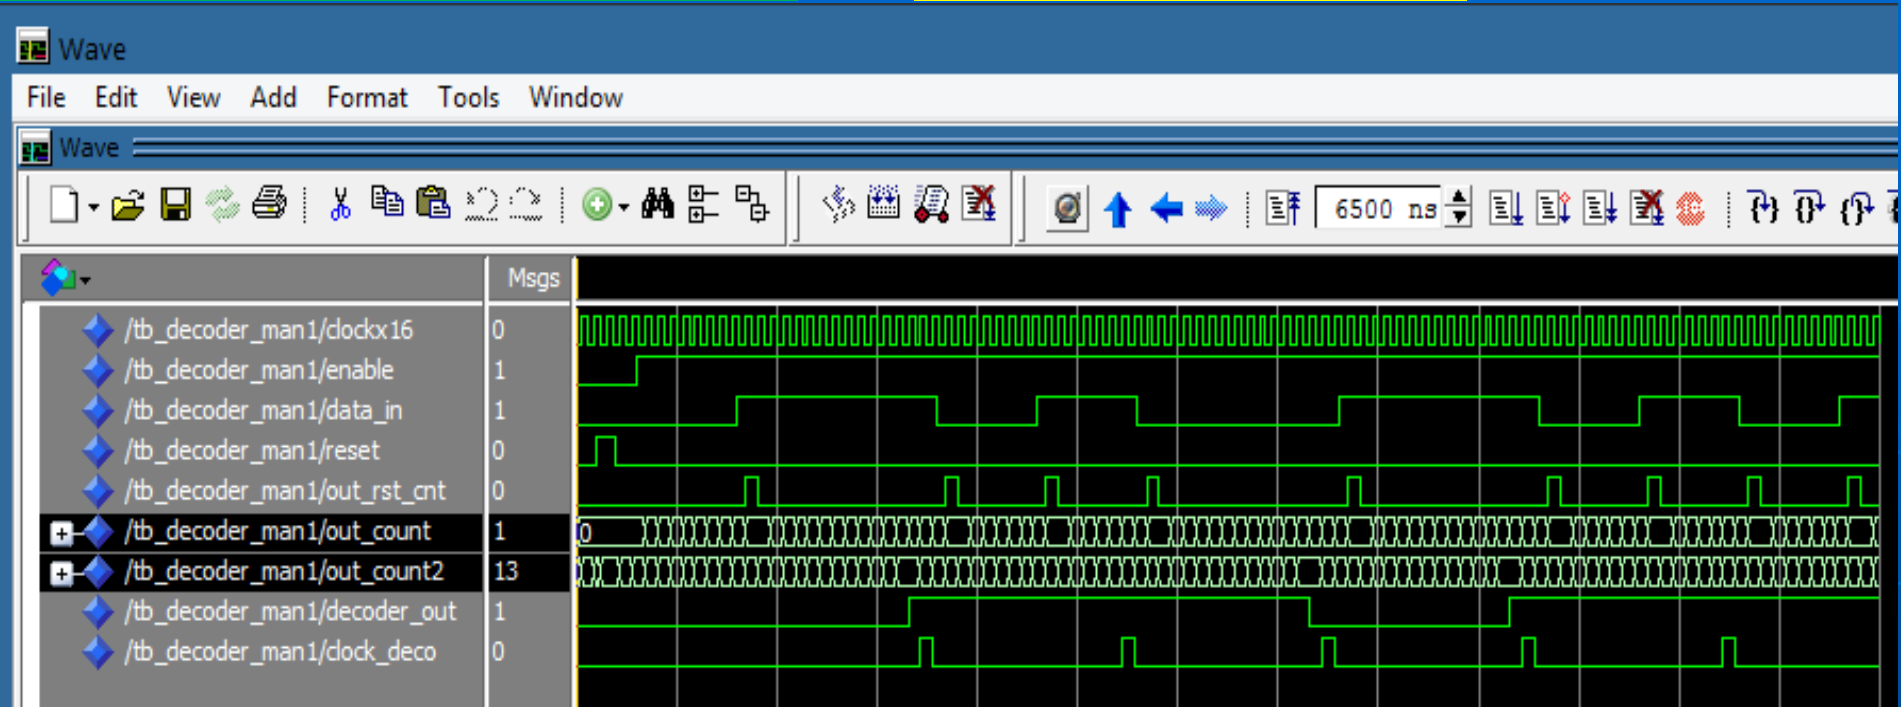 Wave
File Edit View Add Format Tools Window
Wave
6500 ns
Msgs
/tb_decoder_man1/clockx16 0
/tb_decoder_man1/enable 1
/tb_decoder_man1/data_in 1
/tb_decoder_man1/reset 0
/tb_decoder_man1/out_rst_cnt 0
/tb_decoder_man1/out_count 1 0
/tb_decoder_man1/out_count2 13
/tb_decoder_man1/decoder_out 1
/tb_decoder_man1/clock_deco 0